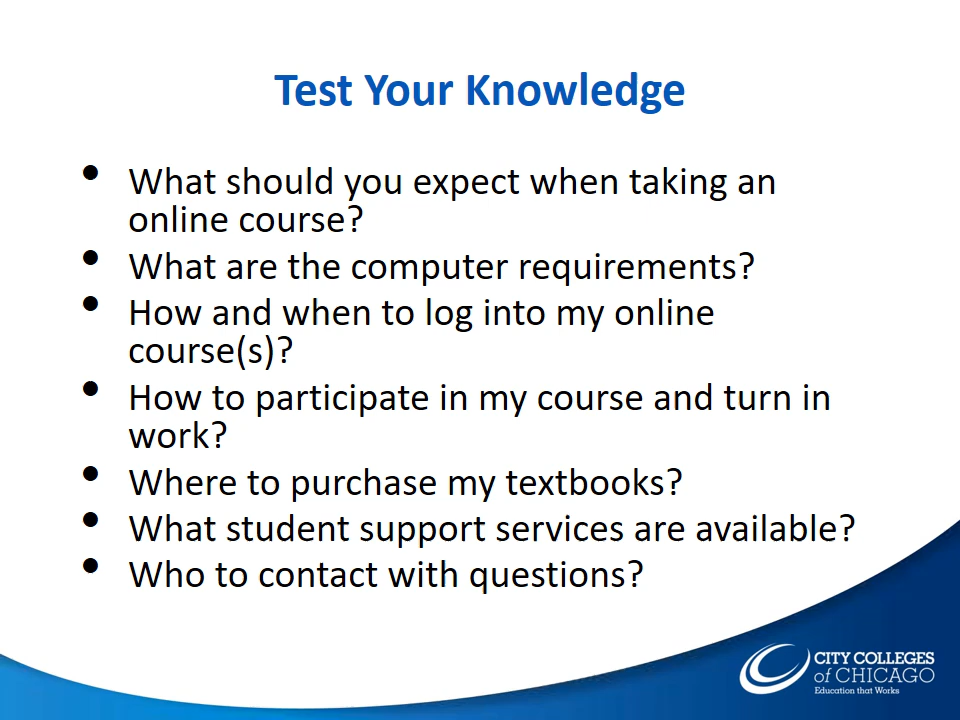 Test Your Knowledge
• What should you expect when taking an
online course?
• What are the computer requirements?
• How and when to log into my online
course(s)?
• How to participate in my course and turn in
work?
• Where to purchase my textbooks?
• What student support services are available?
• Who to contact with questions?
CITY COLLEGES
of CHICAGO
Education that Works